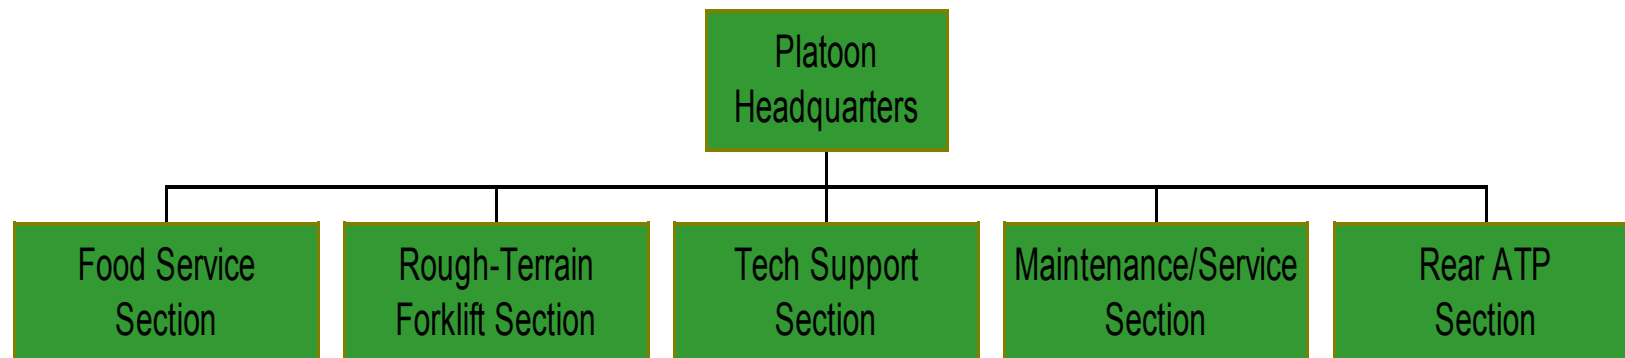 Platoon
Headquarters
Food Service
Section
Rough-Terrain
Forklift Section
Tech Support
Section
Maintenance/Service
Section
Rear ATP
Section